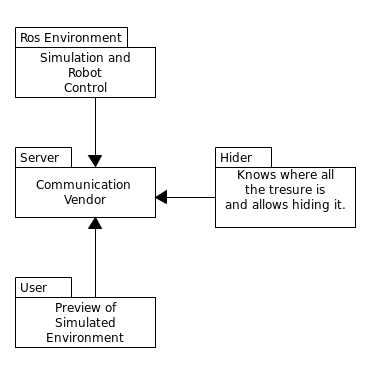 Ros Environment
Simulation and
Robot
Control
Server
Communication
Vendor
Hider
Knows where all
the tresure is
and allows hiding it.
User
Preview of
Simulated
Environment